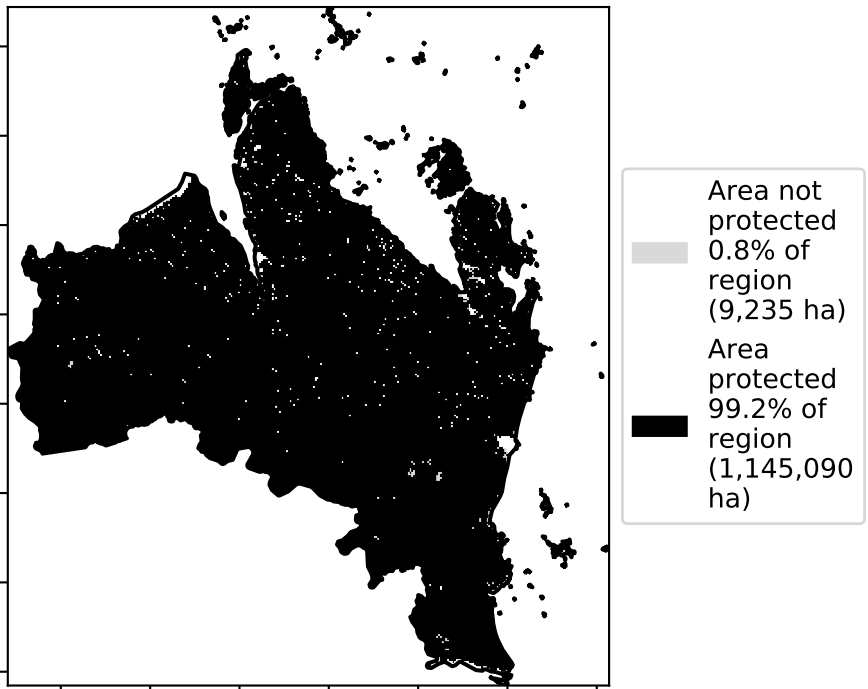 Area not
protected
0.8% of
region
(9,235 ha)
Area
protected
99.2% of
region
(1,145,090
ha)